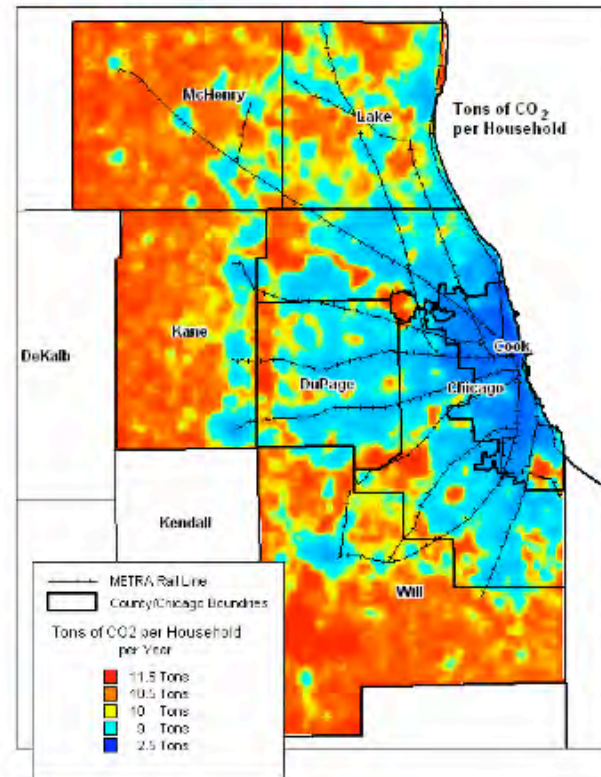 McHenry
Lake
Tons of CO2
per Household
DeKalb
Kane
DuPage
Cook
Chicago
Kendall
Will
METRA Rail Line
County/Chicago Boundries
Tons of CO2 per Household
per Year
11.5 Tons
10.5 Tons
10 Tons
9 Tons
2.5 Tons